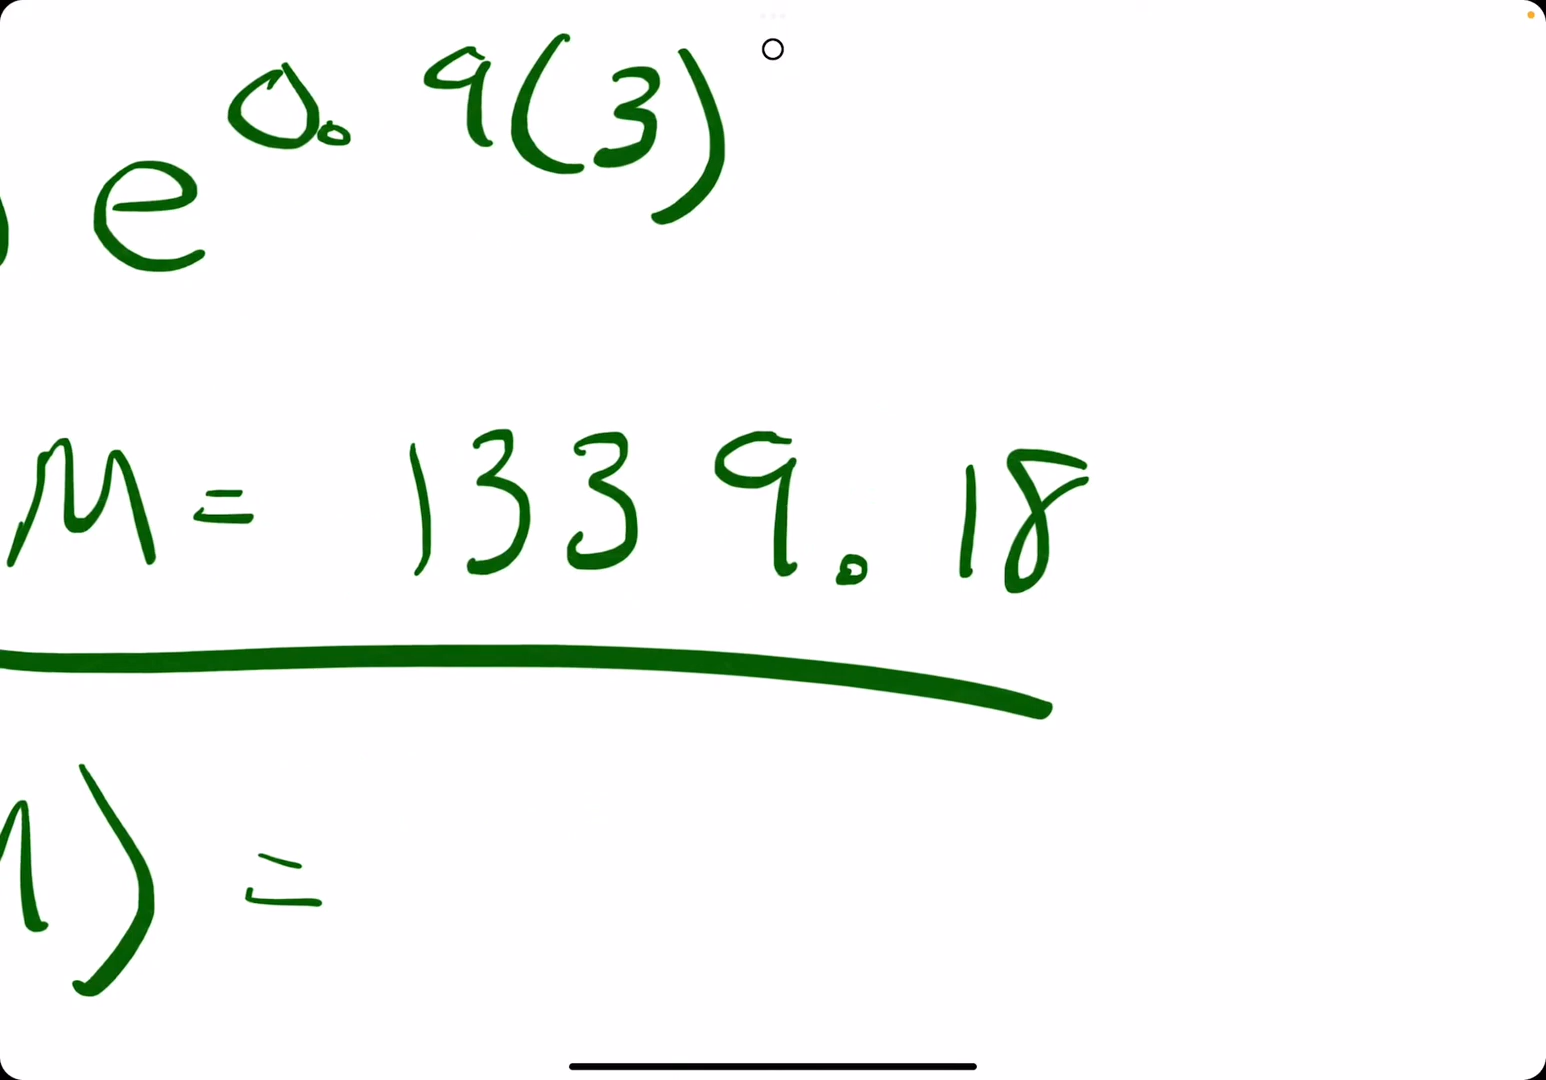 ) e^0.9(3)
M = 1339.18
) =